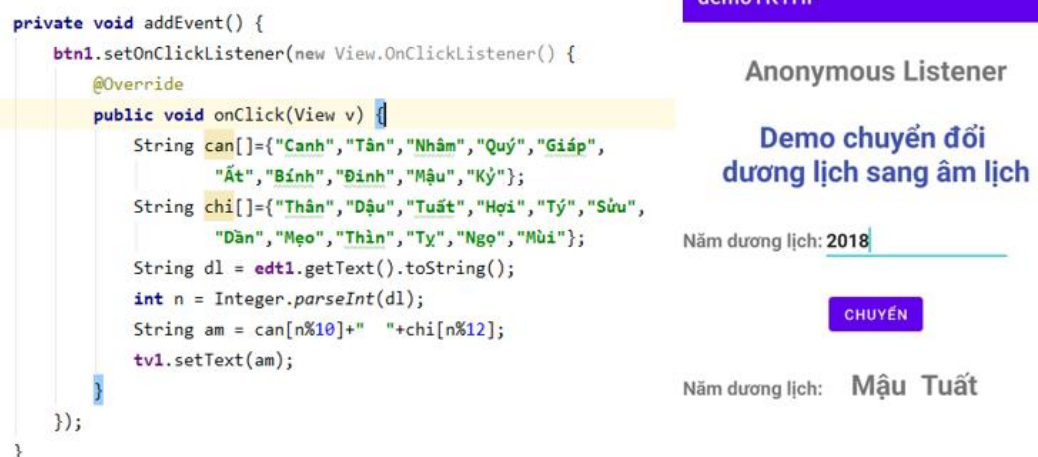 private void addEvent() {
btn1.setOnClickListener(new View.OnClickListener() {
@Override
public void onClick(View v) {
String can[]={"Canh","Tân","Nhâm","Quý","Giáp",
"Ất","Bính","Đinh","Mậu","Kỷ"};
String chi[]={"Thân","Dậu","Tuất","Hợi","Tý","Sửu",
"Dần","Mẹo","Thìn","Tỵ","Ngọ","Mùi"};
String dl = edt1.getText().toString();
int n = Integer.parseInt(dl);
String am = can[n%10]+"  "+chi[n%12];
tv1.setText(am);
}
});
}
Anonymous Listener
Demo chuyển đổi
dương lịch sang âm lịch
Năm dương lịch: 2018
CHUYỂN
Năm dương lịch: Mậu Tuất